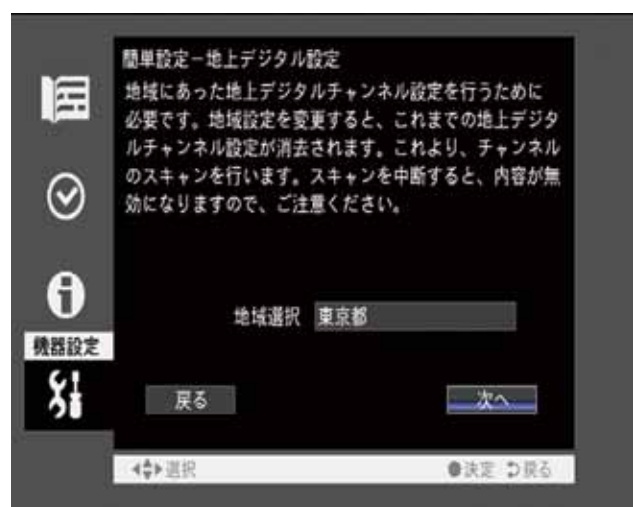 簡単設定－地上デジタル設定
地域にあった地上デジタルチャンネル設定を行うために
必要です。地域設定を変更すると、これまでの地上デジタ
ルチャンネル設定が消去されます。これより、チャンネル
のスキャンを行います。スキャンを中断すると、内容が無
効になりますので、ご注意ください。
地域選択 東京都
機器設定
戻る 次へ
選択 決定 戻る